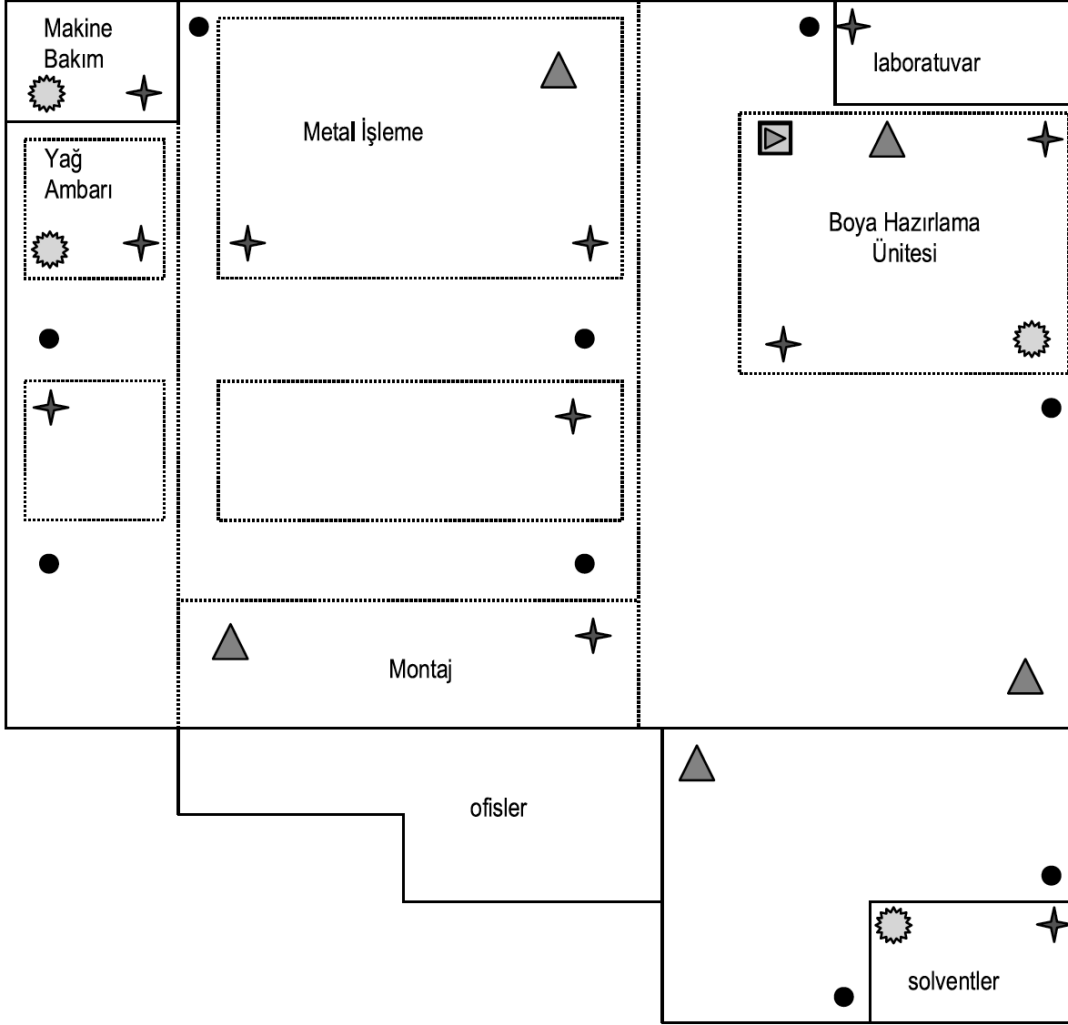 Makine
Bakım
laboratuvar
Metal İşleme
Yağ
Ambarı
Boya Hazırlama
Ünitesi
Montaj
ofisler
solventler